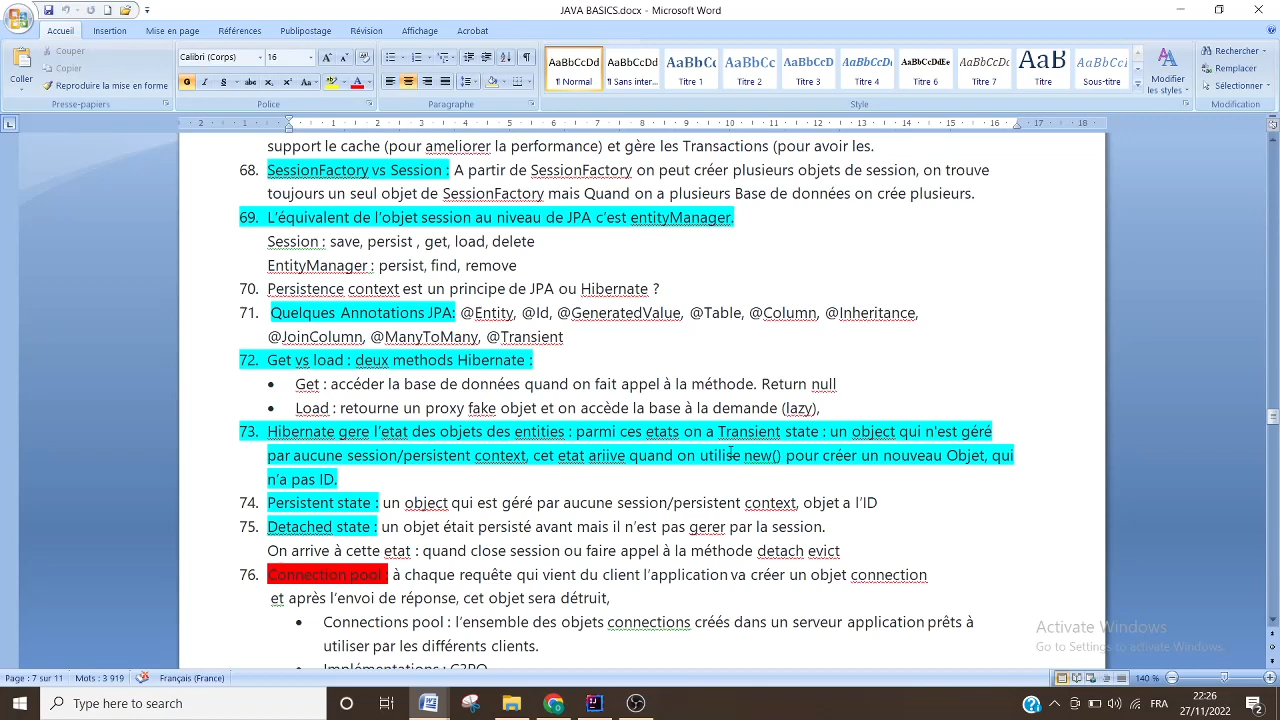 JAVA BASICS.docx - Microsoft Word
Accueil Insertion Mise en page Références Publipostage Révision Affichage Acrobat
Coller
Couper
Copier
Reproduire la mise en forme
Presse-papiers
Calibri (Corps) 16
Police
Paragraphe
AaBbCcDd AaBbCcDd AaBbC AaBbCc AaBbCcD AaBbCcDd AaBbCcDdEe AaBbCcDd AaB AaBbCcI
¶ Normal ¶ Sans inter... Titre 1 Titre 2 Titre 3 Titre 4 Titre 6 Titre 7 Titre Sous-titre
Style
Modifier les styles
Rechercher
Remplacer
Sélectionner
Modification
support le cache (pour ameliorer la performance) et gère les Transactions (pour avoir les.
68. SessionFactory vs Session : A partir de SessionFactory on peut créer plusieurs objets de session, on trouve
toujours un seul objet de SessionFactory mais Quand on a plusieurs Base de données on crée plusieurs.
69. L’équivalent de l’objet session au niveau de JPA c’est entityManager.
Session : save, persist , get, load, delete
EntityManager : persist, find, remove
70. Persistence context est un principe de JPA ou Hibernate ?
71. Quelques Annotations JPA: @Entity, @Id, @GeneratedValue, @Table, @Column, @Inheritance,
@JoinColumn, @ManyToMany, @Transient
72. Get vs load : deux methods Hibernate :
• Get : accéder la base de données quand on fait appel à la méthode. Return null
• Load : retourne un proxy fake objet et on accède la base à la demande (lazy),
73. Hibernate gere l’etat des objets des entities : parmi ces etats on a Transient state : un object qui n'est géré
par aucune session/persistent context, cet etat ariive quand on utilise new() pour créer un nouveau Objet, qui
n’a pas ID.
74. Persistent state : un object qui est géré par aucune session/persistent context, objet a l’ID
75. Detached state : un objet était persisté avant mais il n’est pas gerer par la session.
On arrive à cette etat : quand close session ou faire appel à la méthode detach evict
76. Connection pool : à chaque requête qui vient du client l’application va créer un objet connection
et après l’envoi de réponse, cet objet sera détruit,
• Connections pool : l’ensemble des objets connections créés dans un serveur application prêts à
utiliser par les différents clients.
• Implémentations : C3PO
Activate Windows
Go to Settings to activate Windows.
Page : 7 sur 11 Mots : 3 919 Français (France) 140 %
Type here to search
FRA
22:26
27/11/2022